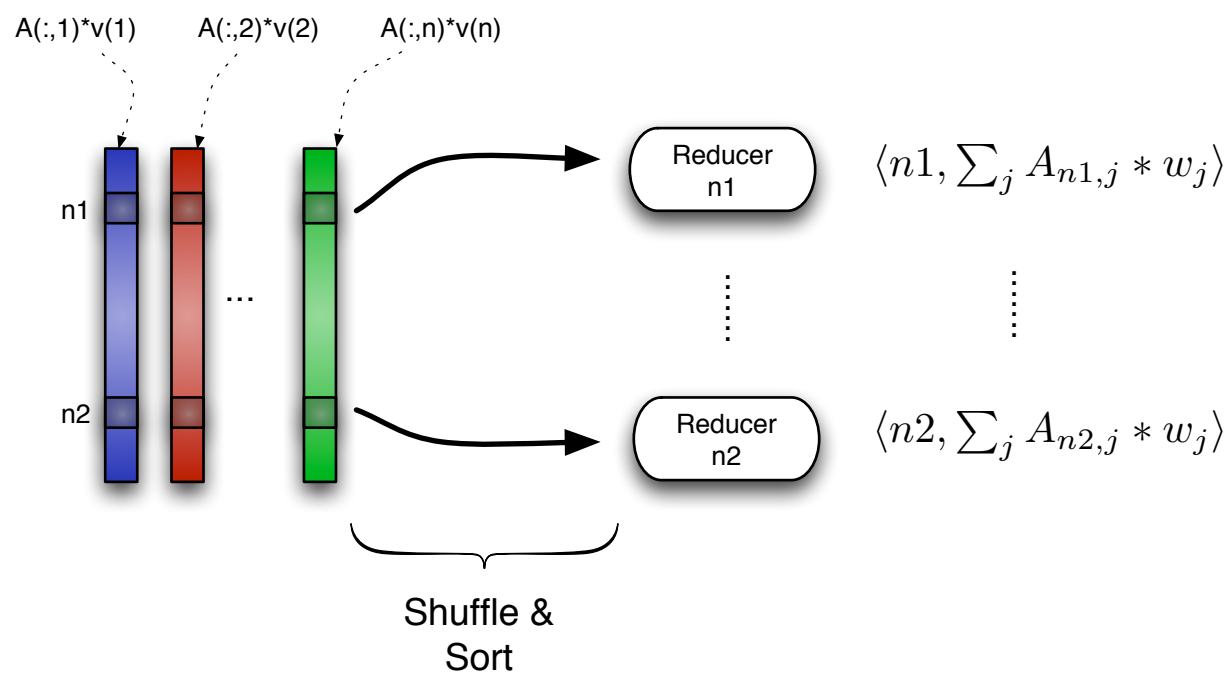 A(:,1)*v(1) A(:,2)*v(2) A(:,n)*v(n)
n1
...
Reducer
n1
⟨n1, ∑_j A_{n1,j} * w_j⟩
n2
Reducer
n2
⟨n2, ∑_j A_{n2,j} * w_j⟩
Shuffle &
Sort